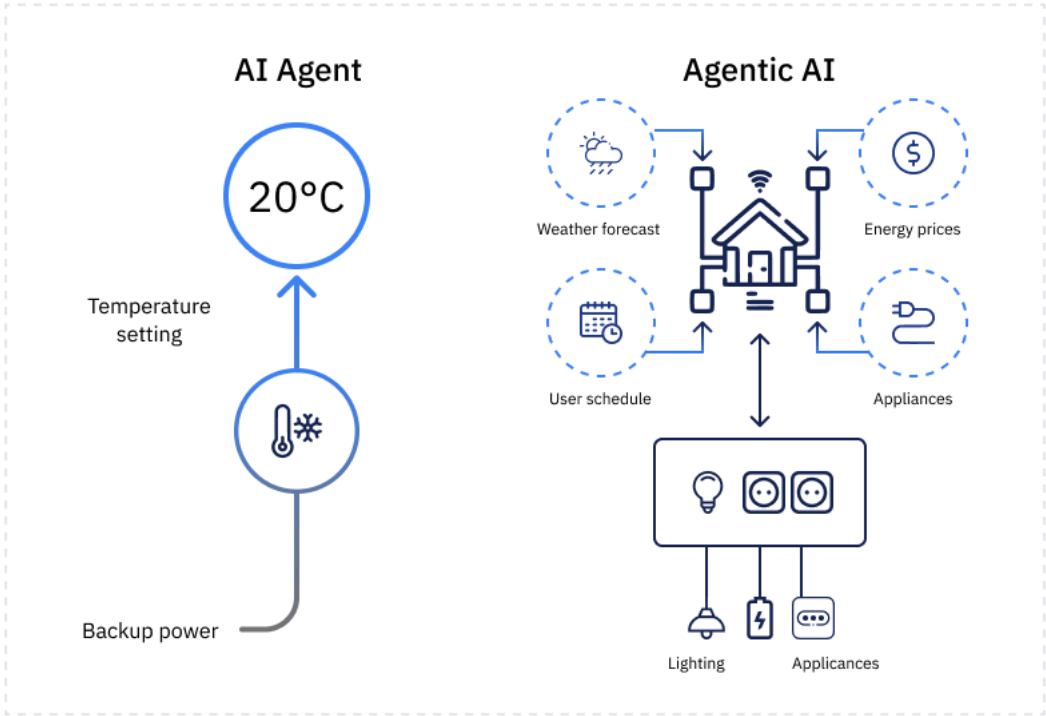 AI Agent
20°C
Temperature
setting
Backup power
Agentic AI
Weather forecast
Energy prices
User schedule
Appliances
Lighting
Applicances